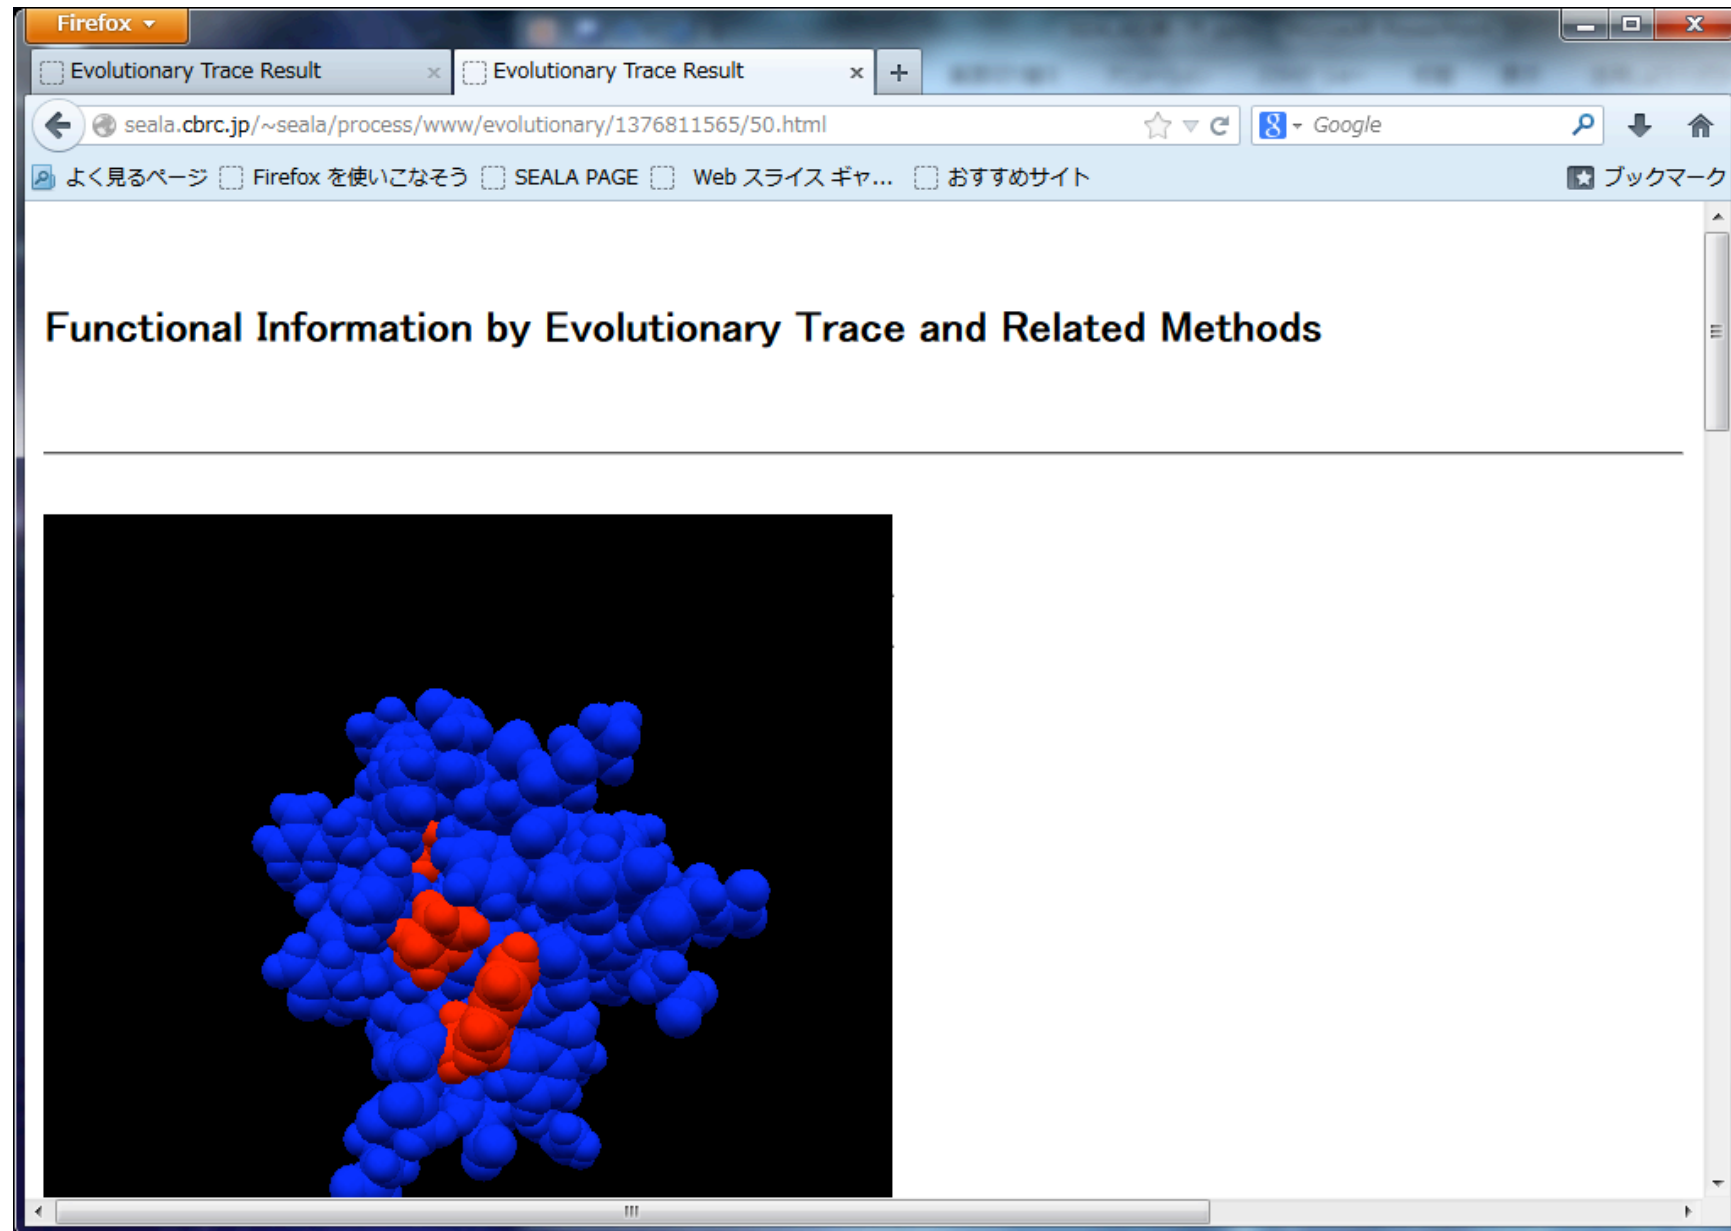 Firefox
Evolutionary Trace Result
Evolutionary Trace Result
seala.cbrc.jp/~seala/process/www/evolutionary/1376811565/50.html
Google
よく見るページ Firefox を使いこなそう SEALA PAGE Web スライス ギャ... おすすめサイト ブックマーク
Functional Information by Evolutionary Trace and Related Methods